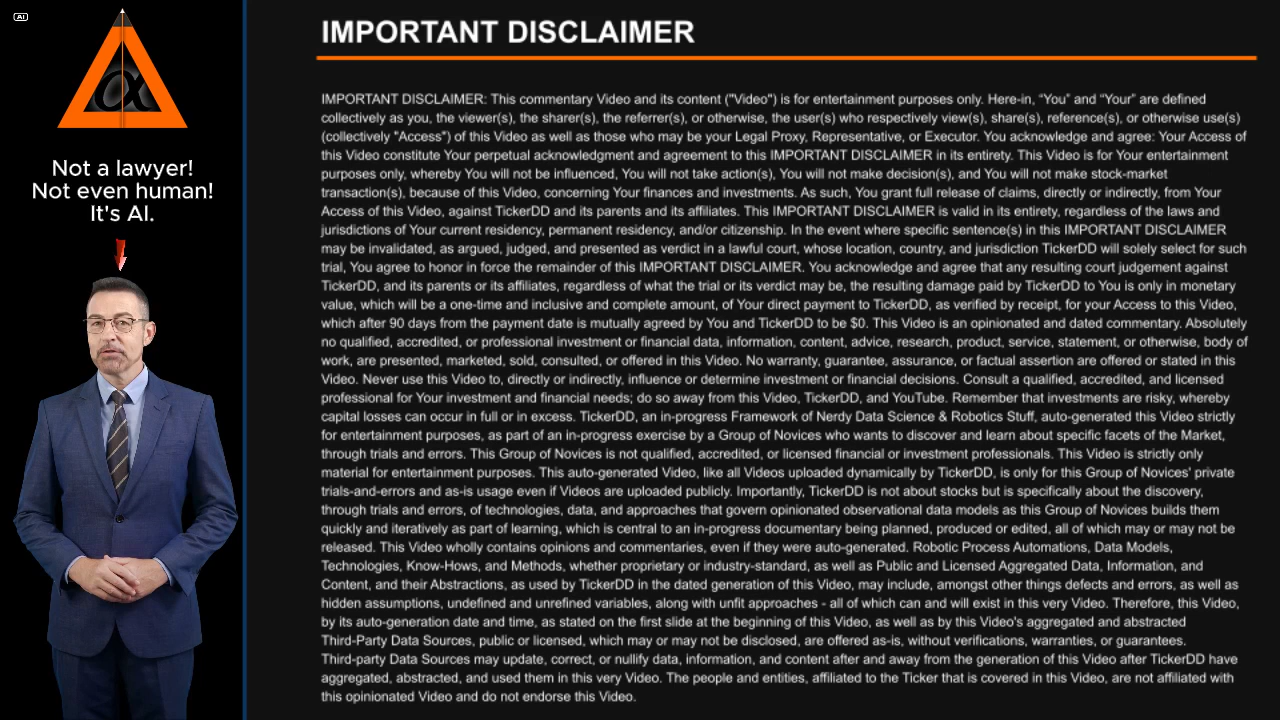 AI
α
Not a lawyer!
Not even human!
It's AI.
IMPORTANT DISCLAIMER
IMPORTANT DISCLAIMER: This commentary Video and its content ("Video") is for entertainment purposes only. Here-in, “You” and “Your” are defined
collectively as you, the viewer(s), the sharer(s), the referrer(s), or otherwise, the user(s) who respectively view(s), share(s), reference(s), or otherwise use(s)
(collectively "Access") of this Video as well as those who may be your Legal Proxy, Representative, or Executor. You acknowledge and agree: Your Access of
this Video constitute Your perpetual acknowledgment and agreement to this IMPORTANT DISCLAIMER in its entirety. This Video is for Your entertainment
purposes only, whereby You will not be influenced, You will not take action(s), You will not make decision(s), and You will not make stock-market
transaction(s), because of this Video, concerning Your finances and investments. As such, You grant full release of claims, directly or indirectly, from Your
Access of this Video, against TickerDD and its parents and its affiliates. This IMPORTANT DISCLAIMER is valid in its entirety, regardless of the laws and
jurisdictions of Your current residency, permanent residency, and/or citizenship. In the event where specific sentence(s) in this IMPORTANT DISCLAIMER
may be invalidated, as argued, judged, and presented as verdict in a lawful court, whose location, country, and jurisdiction TickerDD will solely select for such
trial, You agree to honor in force the remainder of this IMPORTANT DISCLAIMER. You acknowledge and agree that any resulting court judgement against
TickerDD, and its parents or its affiliates, regardless of what the trial or its verdict may be, the resulting damage paid by TickerDD to You is only in monetary
value, which will be a one-time and inclusive and complete amount, of Your direct payment to TickerDD, as verified by receipt, for your Access to this Video,
which after 90 days from the payment date is mutually agreed by You and TickerDD to be $0. This Video is an opinionated and dated commentary. Absolutely
no qualified, accredited, or professional investment or financial data, information, content, advice, research, product, service, statement, or otherwise, body of
work, are presented, marketed, sold, consulted, or offered in this Video. No warranty, guarantee, assurance, or factual assertion are offered or stated in this
Video. Never use this Video to, directly or indirectly, influence or determine investment or financial decisions. Consult a qualified, accredited, and licensed
professional for Your investment and financial needs; do so away from this Video, TickerDD, and YouTube. Remember that investments are risky, whereby
capital losses can occur in full or in excess. TickerDD, an in-progress Framework of Nerdy Data Science & Robotics Stuff, auto-generated this Video strictly
for entertainment purposes, as part of an in-progress exercise by a Group of Novices who wants to discover and learn about specific facets of the Market,
through trials and errors. This Group of Novices is not qualified, accredited, or licensed financial or investment professionals. This Video is strictly only
material for entertainment purposes. This auto-generated Video, like all Videos uploaded dynamically by TickerDD, is only for this Group of Novices' private
trials-and-errors and as-is usage even if Videos are uploaded publicly. Importantly, TickerDD is not about stocks but is specifically about the discovery,
through trials and errors, of technologies, data, and approaches that govern opinionated observational data models as this Group of Novices builds them
quickly and iteratively as part of learning, which is central to an in-progress documentary being planned, produced or edited, all of which may or may not be
released. This Video wholly contains opinions and commentaries, even if they were auto-generated. Robotic Process Automations, Data Models,
Technologies, Know-Hows, and Methods, whether proprietary or industry-standard, as well as Public and Licensed Aggregated Data, Information, and
Content, and their Abstractions, as used by TickerDD in the dated generation of this Video, may include, amongst other things defects and errors, as well as
hidden assumptions, undefined and unrefined variables, along with unfit approaches - all of which can and will exist in this very Video. Therefore, this Video,
by its auto-generation date and time, as stated on the first slide at the beginning of this Video, as well as by this Video's aggregated and abstracted
Third-Party Data Sources, public or licensed, which may or may not be disclosed, are offered as-is, without verifications, warranties, or guarantees.
Third-party Data Sources may update, correct, or nullify data, information, and content after and away from the generation of this Video after TickerDD have
aggregated, abstracted, and used them in this very Video. The people and entities, affiliated to the Ticker that is covered in this Video, are not affiliated with
this opinionated Video and do not endorse this Video.